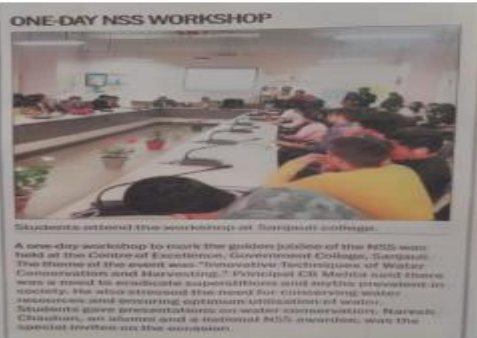 ONE-DAY NSS WORKSHOP
Students attend the workshop at Sanjauli college.
A one-day workshop to mark the golden jubilee of the NSS was
held at the Centre of Excellence, Government College, Sanjauli.
The theme of the event was "Innovative Techniques of Water
Conservation and Harvesting." Principal CB Mehta said there
was a need to eradicate superstitions and myths prevalent in
society. He also stressed the need for conserving water
resources and ensuring optimum utilisation of water.
Students gave presentations on water conservation. Naresh
Chauhan, an alumni and a national NSS awardee, was the
special invitee on the occasion.